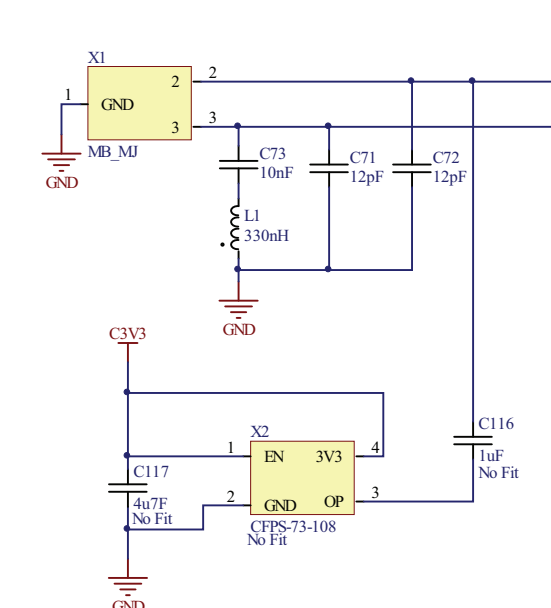 X1
1
GND
2
2
3
3
MB_MJ
GND
C73
10nF
C71
12pF
C72
12pF
L1
330nH
GND
C3V3
X2
1
EN
3V3
4
2
GND
OP
3
CFPS-73-108
No Fit
C116
1uF
No Fit
C117
4u7F
No Fit
GND